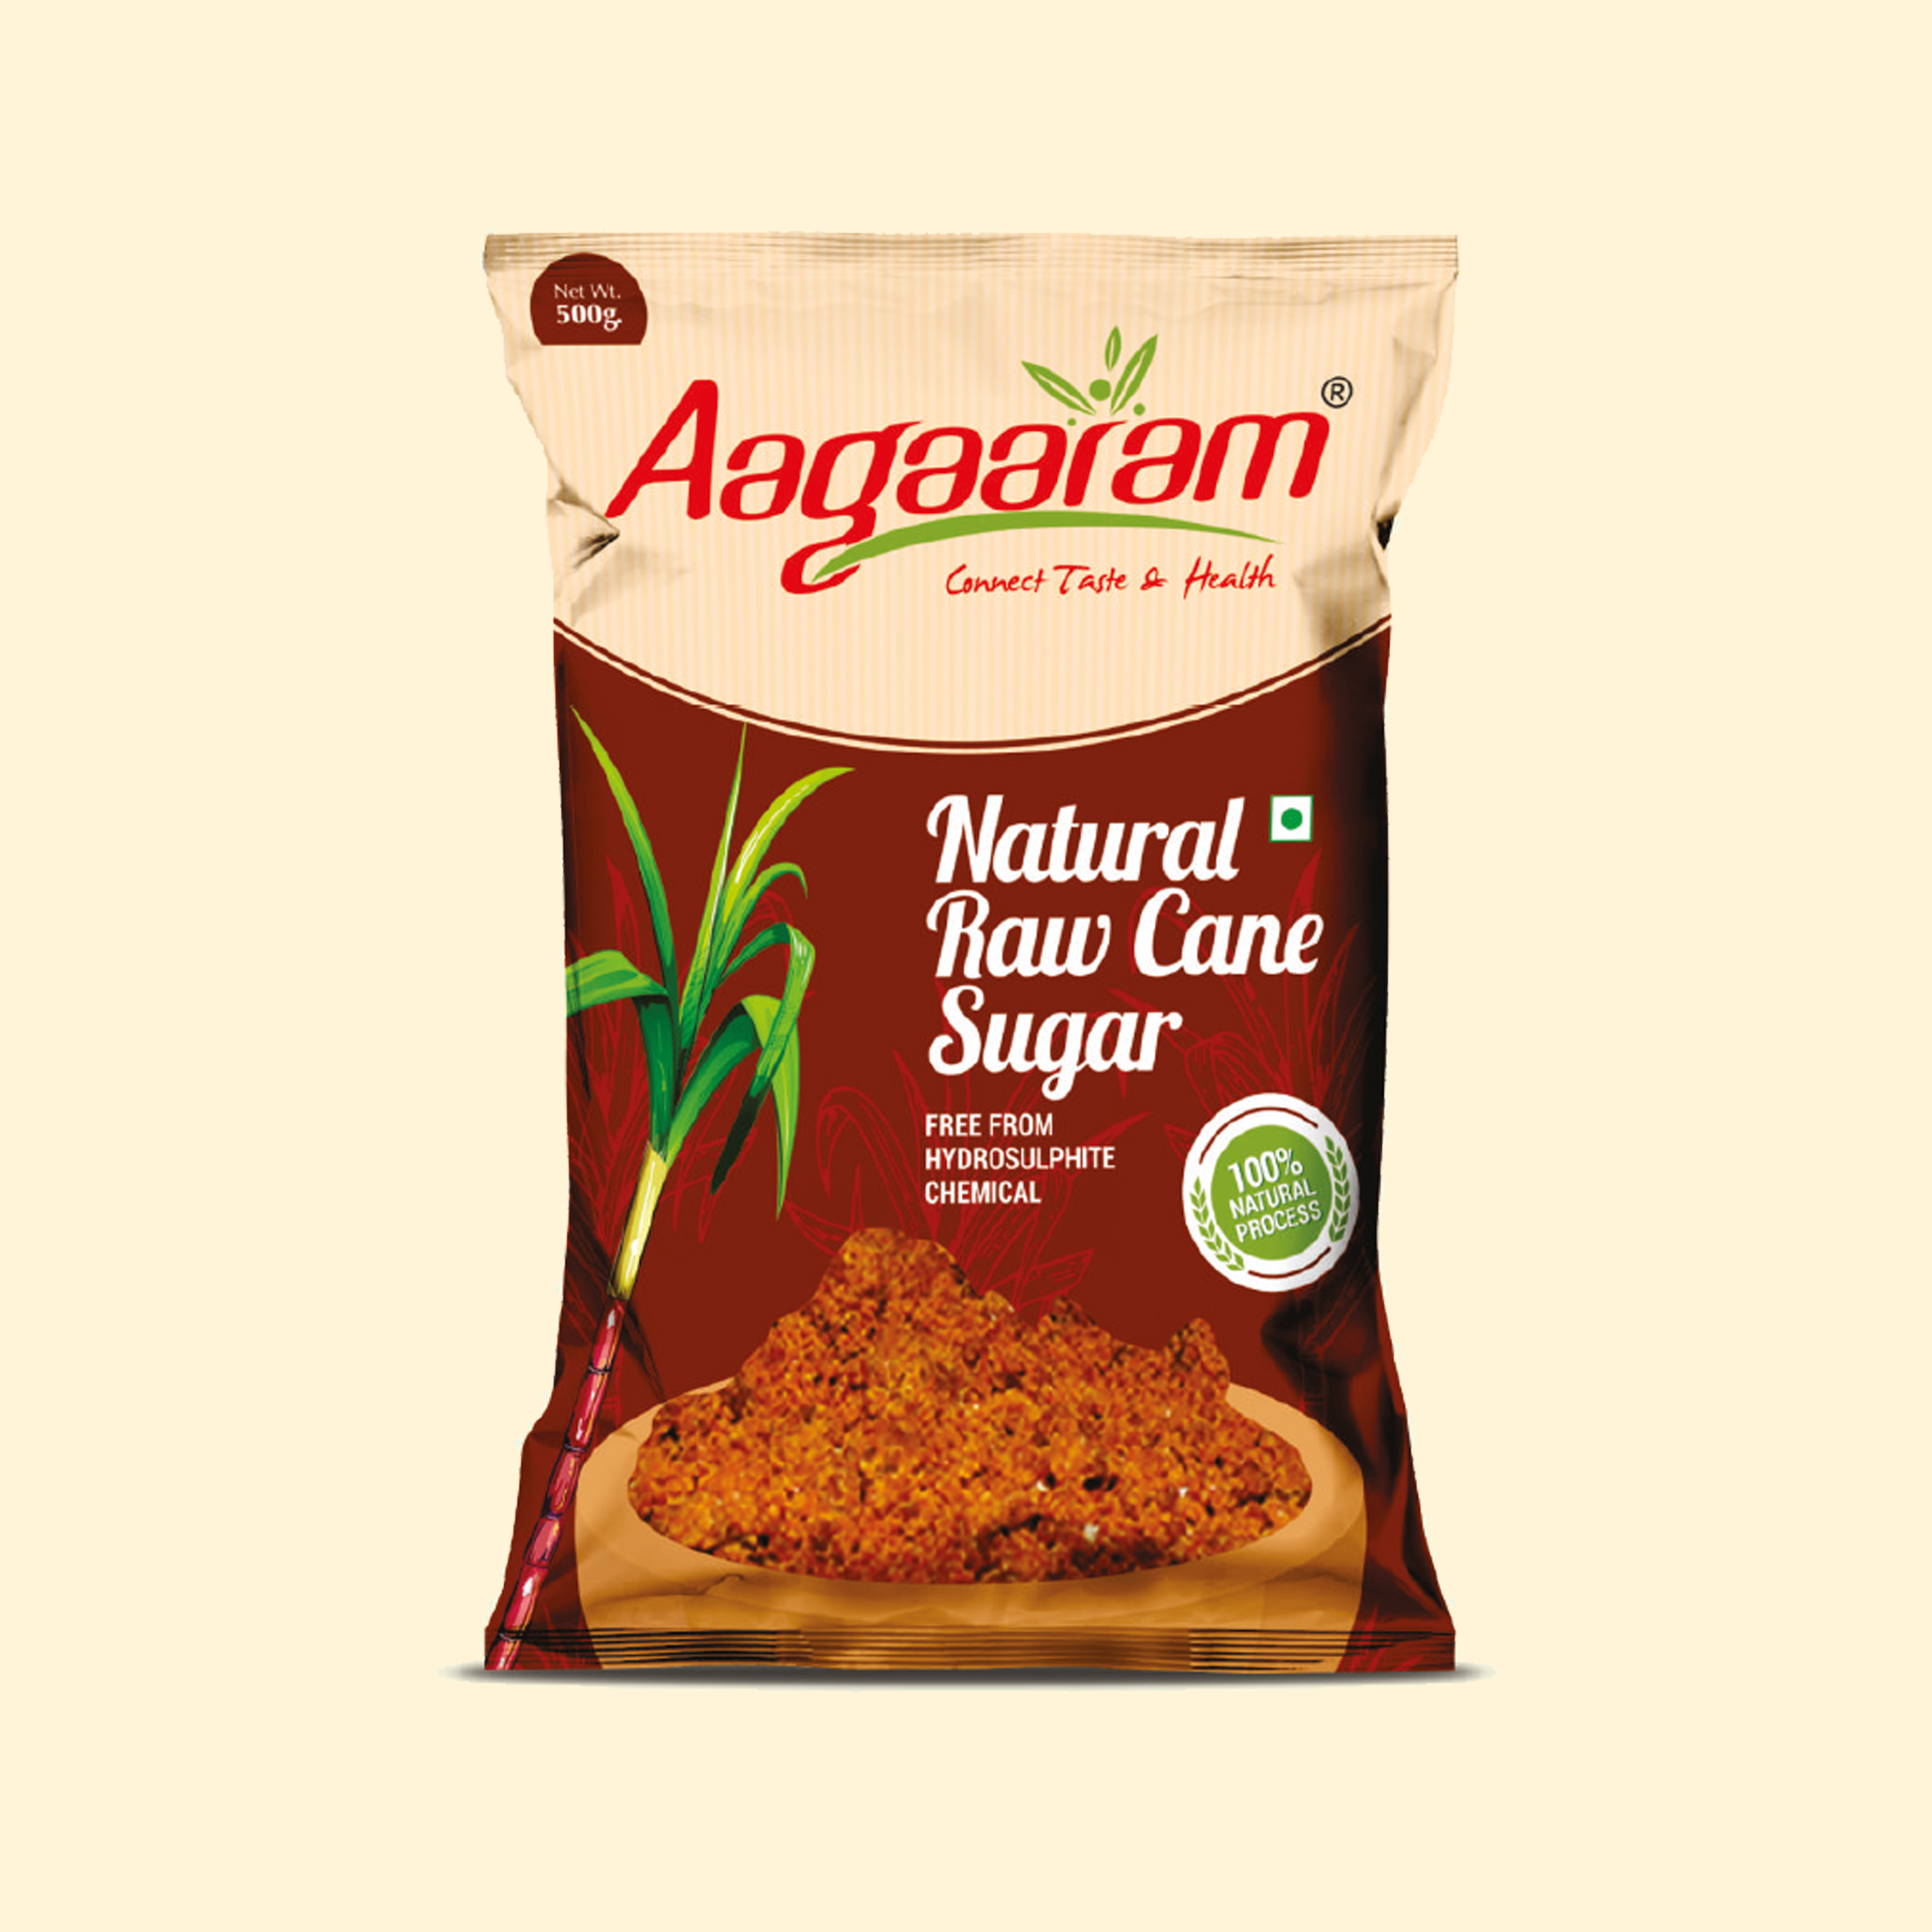 Net Wt.
500g.
Aagaaram®
Connect Taste & Health
Natural
Raw Cane
Sugar
FREE FROM
HYDROSULPHITE
CHEMICAL
100%
NATURAL
PROCESS